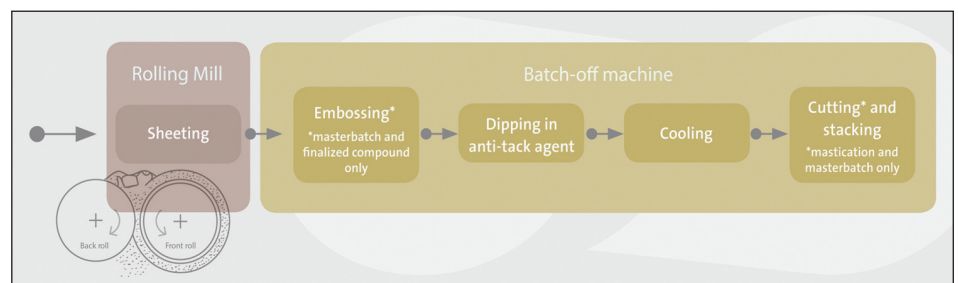 Rolling Mill
Sheeting
Back roll
Front roll
Batch-off machine
Embossing*
*masterbatch and
finalized compound
only
Dipping in
anti-tack agent
Cooling
Cutting* and
stacking
*mastication and
masterbatch only